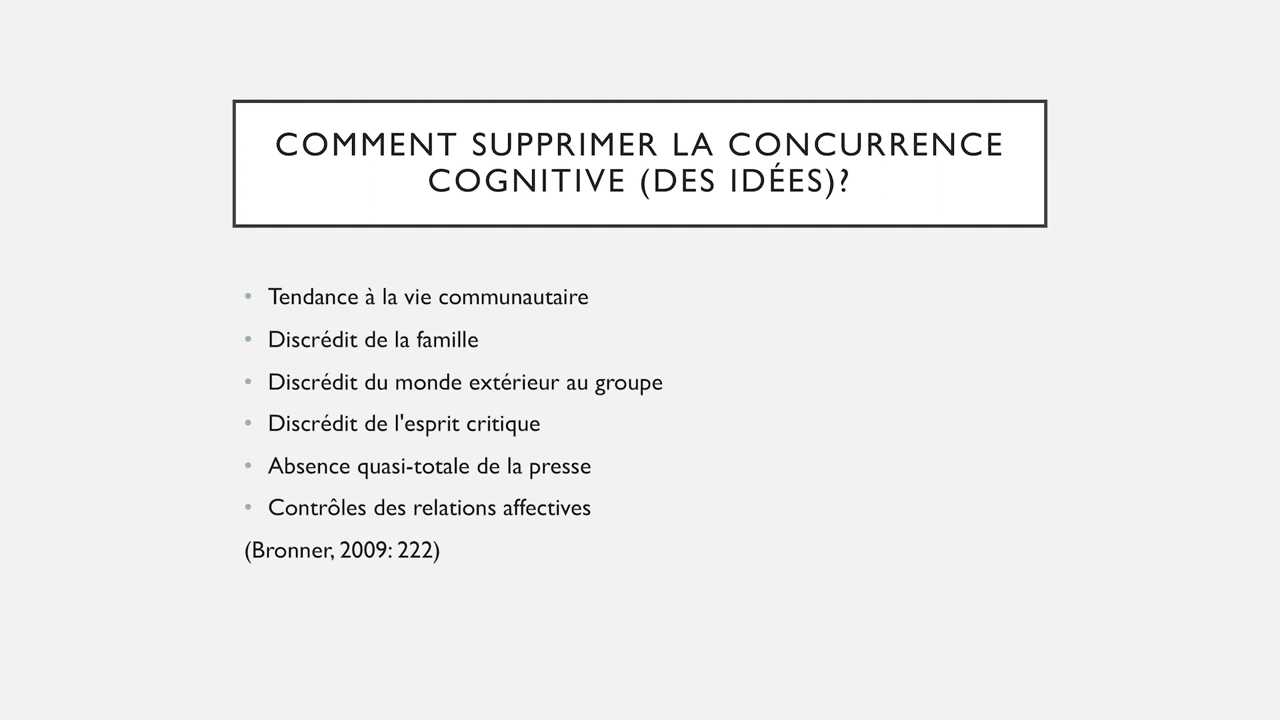 COMMENT SUPPRIMER LA CONCURRENCE
COGNITIVE (DES IDÉES)?
• Tendance à la vie communautaire
• Discrédit de la famille
• Discrédit du monde extérieur au groupe
• Discrédit de l'esprit critique
• Absence quasi-totale de la presse
• Contrôles des relations affectives
(Bronner, 2009: 222)